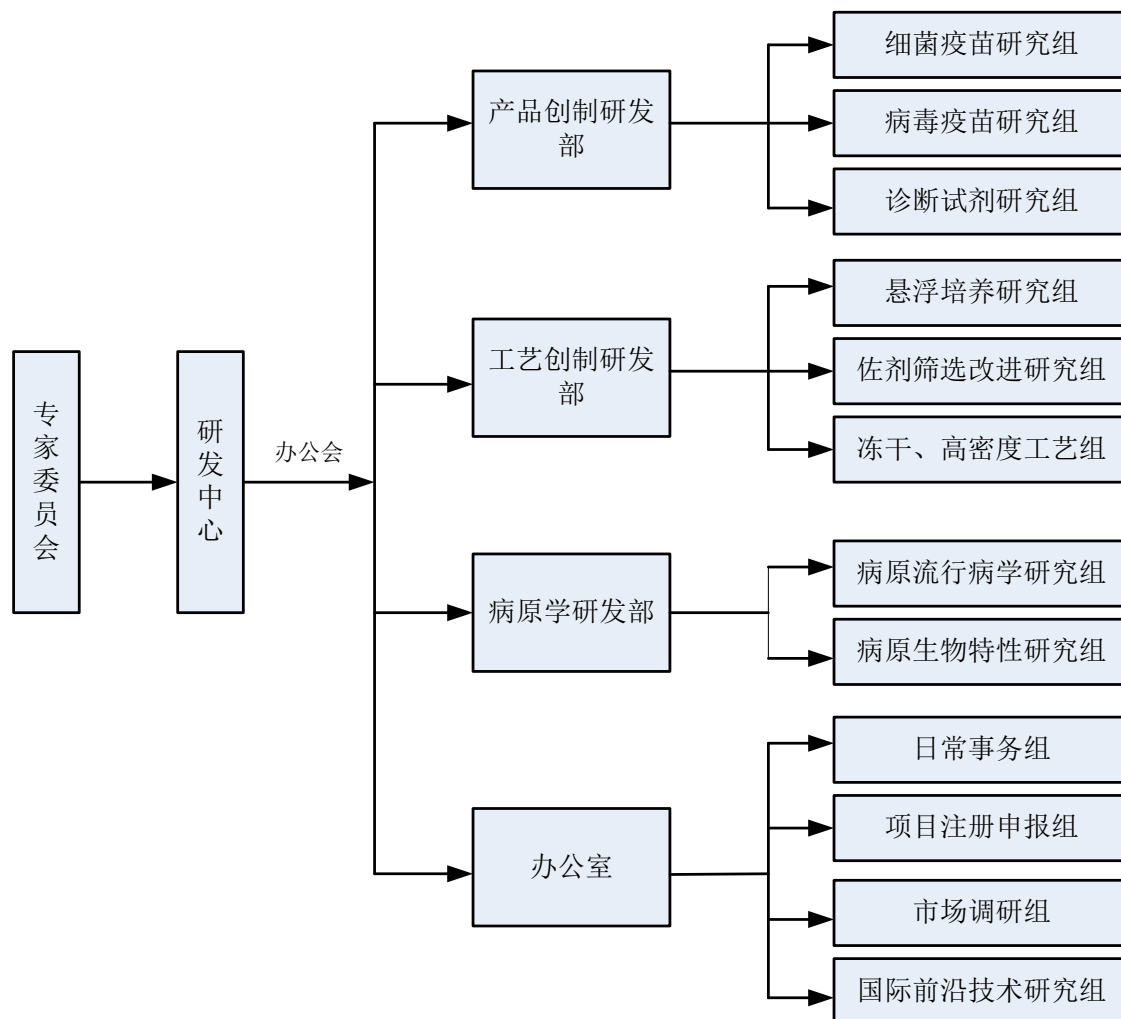 专家委员会
研发中心
办公会
产品创制研发
部
细菌疫苗研究组
病毒疫苗研究组
诊断试剂研究组
工艺创制研发
部
悬浮培养研究组
佐剂筛选改进研究组
冻干、高密度工艺组
病原学研发部
病原流行病学研究组
病原生物特性研究组
办公室
日常事务组
项目注册申报组
市场调研组
国际前沿技术研究组